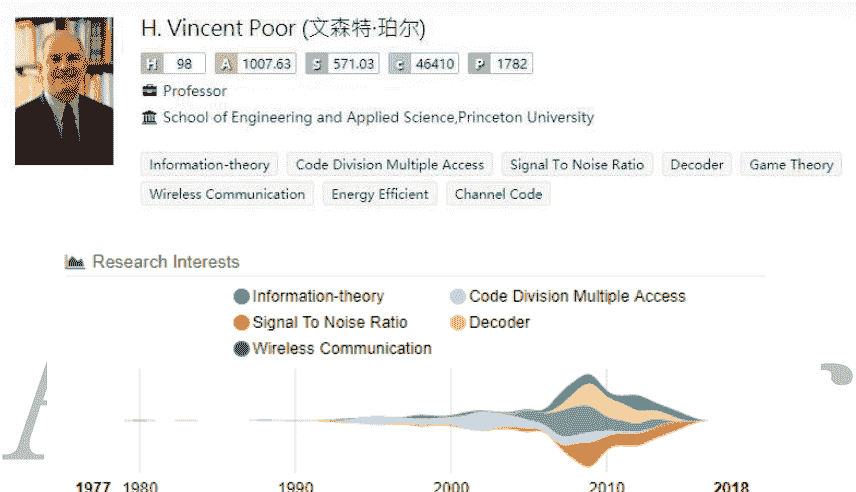 H. Vincent Poor (文森特·珀尔)
H 98 A 1007.63 S 571.03 c 46410 P 1782
Professor
School of Engineering and Applied Science,Princeton University
Information-theory Code Division Multiple Access Signal To Noise Ratio Decoder Game Theory
Wireless Communication Energy Efficient Channel Code
Research Interests
Information-theory Code Division Multiple Access
Signal To Noise Ratio Decoder
Wireless Communication
1977 1980 1990 2000 2010 2018